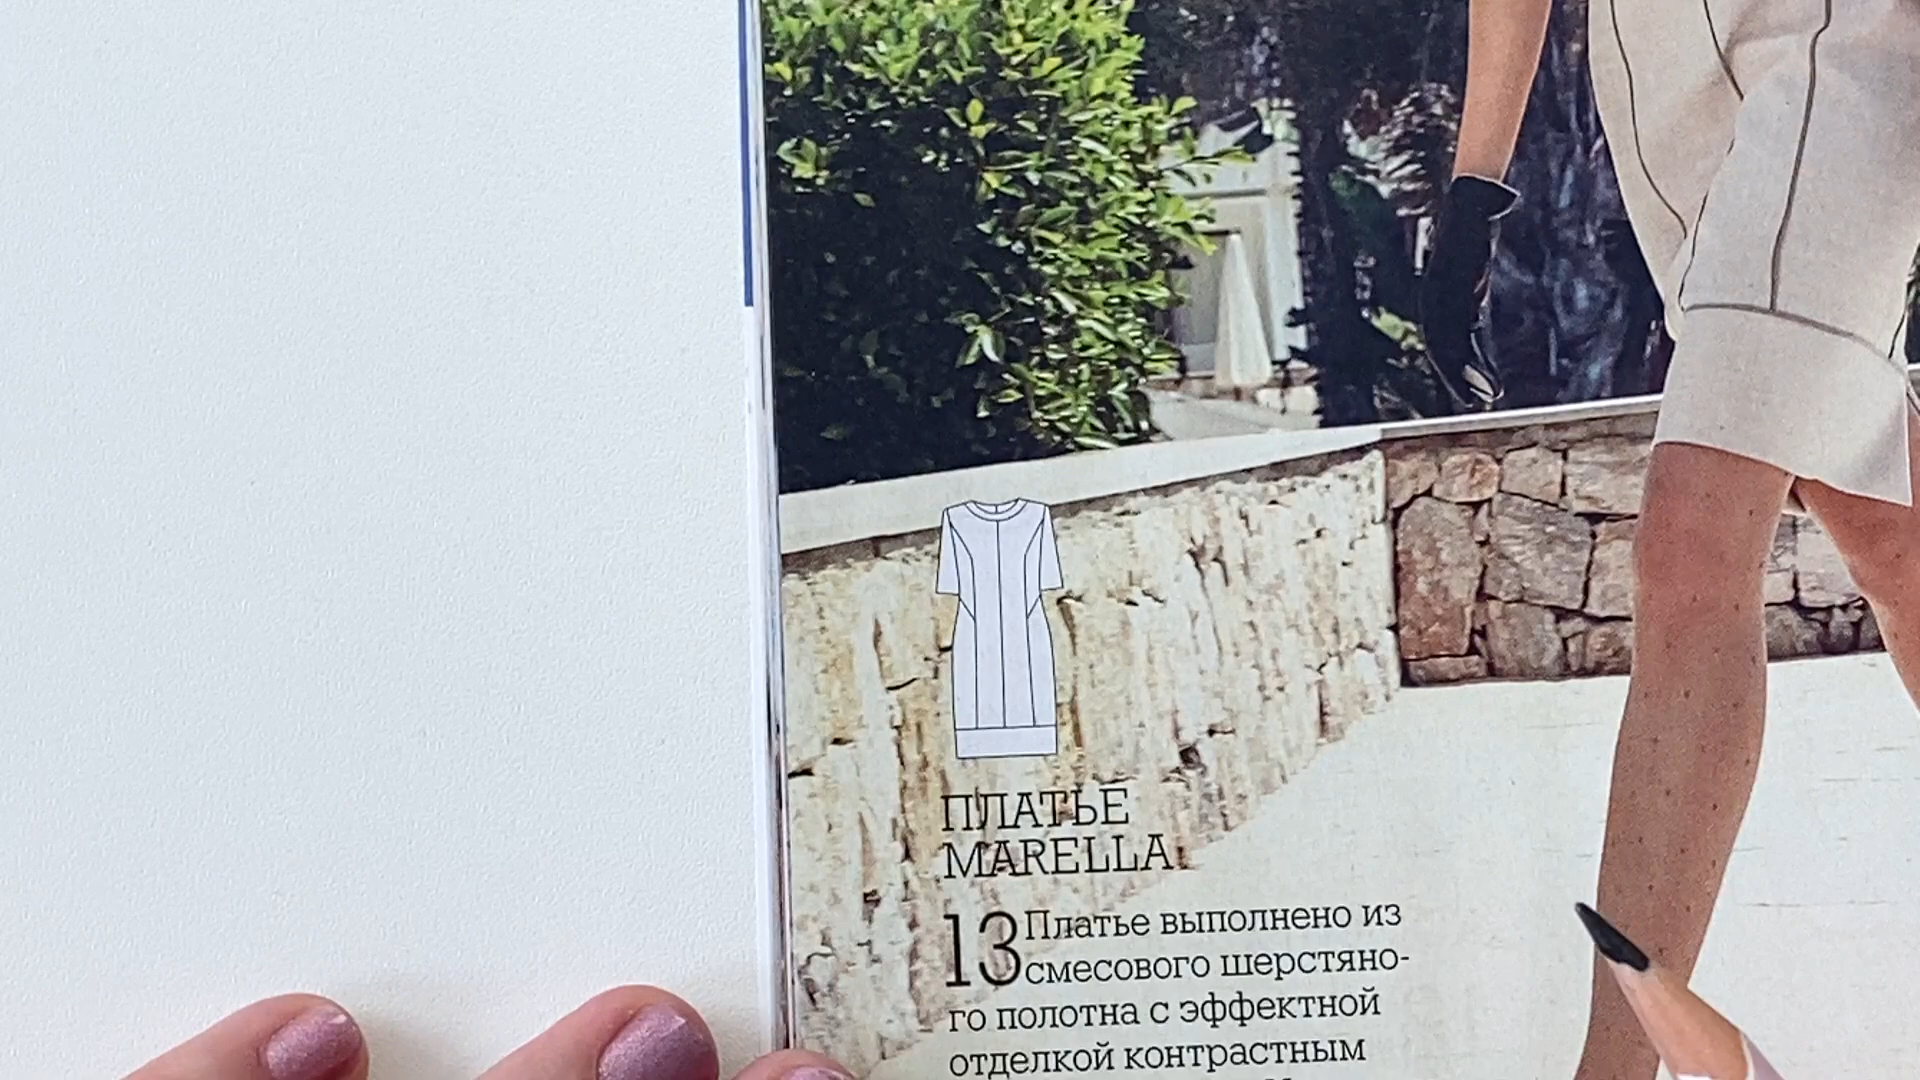 ПЛАТЬЕ
MARELLA
13 Платье выполнено из
смесового шерстяно-
го полотна с эффектной
отделкой контрастным